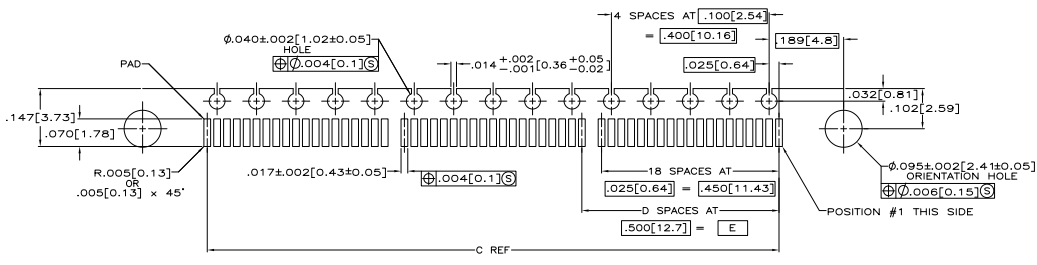 4 SPACES AT .100[2.54]
= .400[10.16]
.189[4.8]
Ø.040±.002[1.02±0.05]
HOLE
⌖ Ø.004[0.1]Ⓢ
.014 +.002 -.001 [0.36 +0.05 -0.02]
.025[0.64]
PAD
.032[0.81]
.102[2.59]
.147[3.73]
.070[1.78]
R.005[0.13]
OR
.005[0.13] × 45°
.017±.002[0.43±0.05]
⌖ .004[0.1]Ⓢ
18 SPACES AT
.025[0.64] = .450[11.43]
D SPACES AT
.500[12.7] = E
Ø.095±.002[2.41±0.05]
ORIENTATION HOLE
⌖ Ø.006[0.15]Ⓢ
POSITION #1 THIS SIDE
C REF